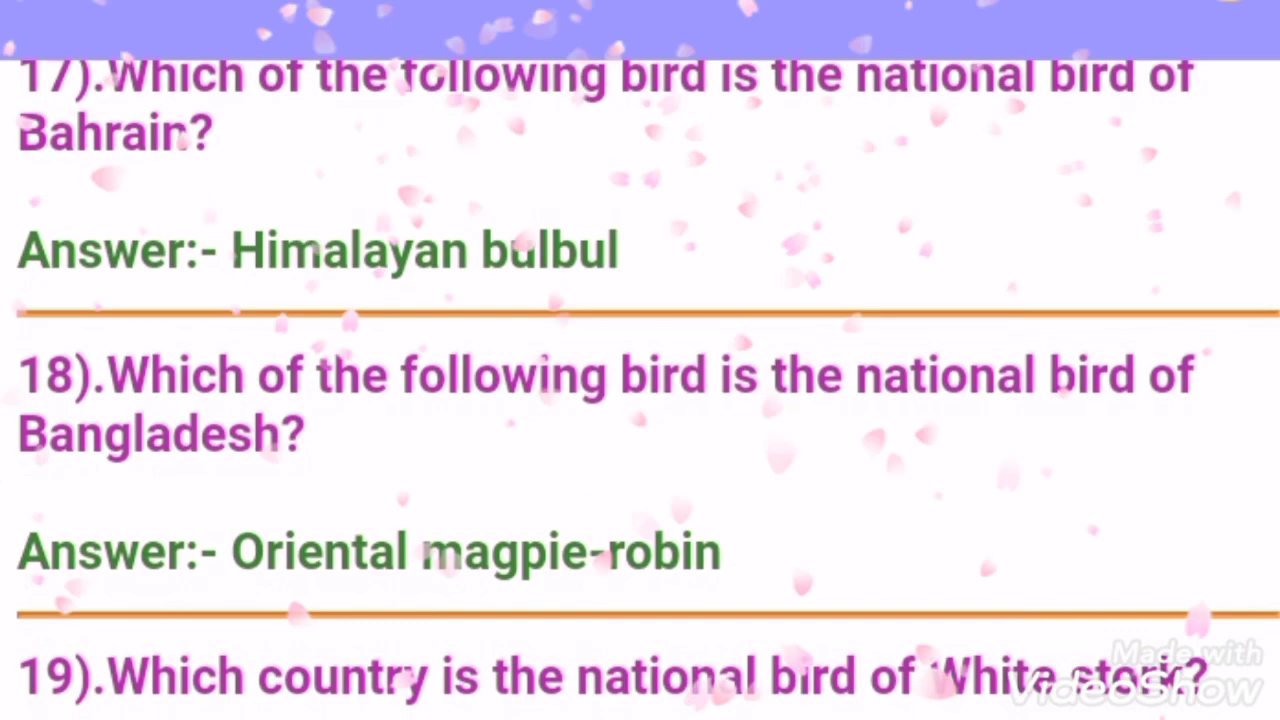 17).Which of the following bird is the national bird of
Bahrain?
Answer:- Himalayan bulbul
18).Which of the following bird is the national bird of
Bangladesh?
Answer:- Oriental magpie-robin
19).Which country is the national bird of White stork?
Made with
VideoShow